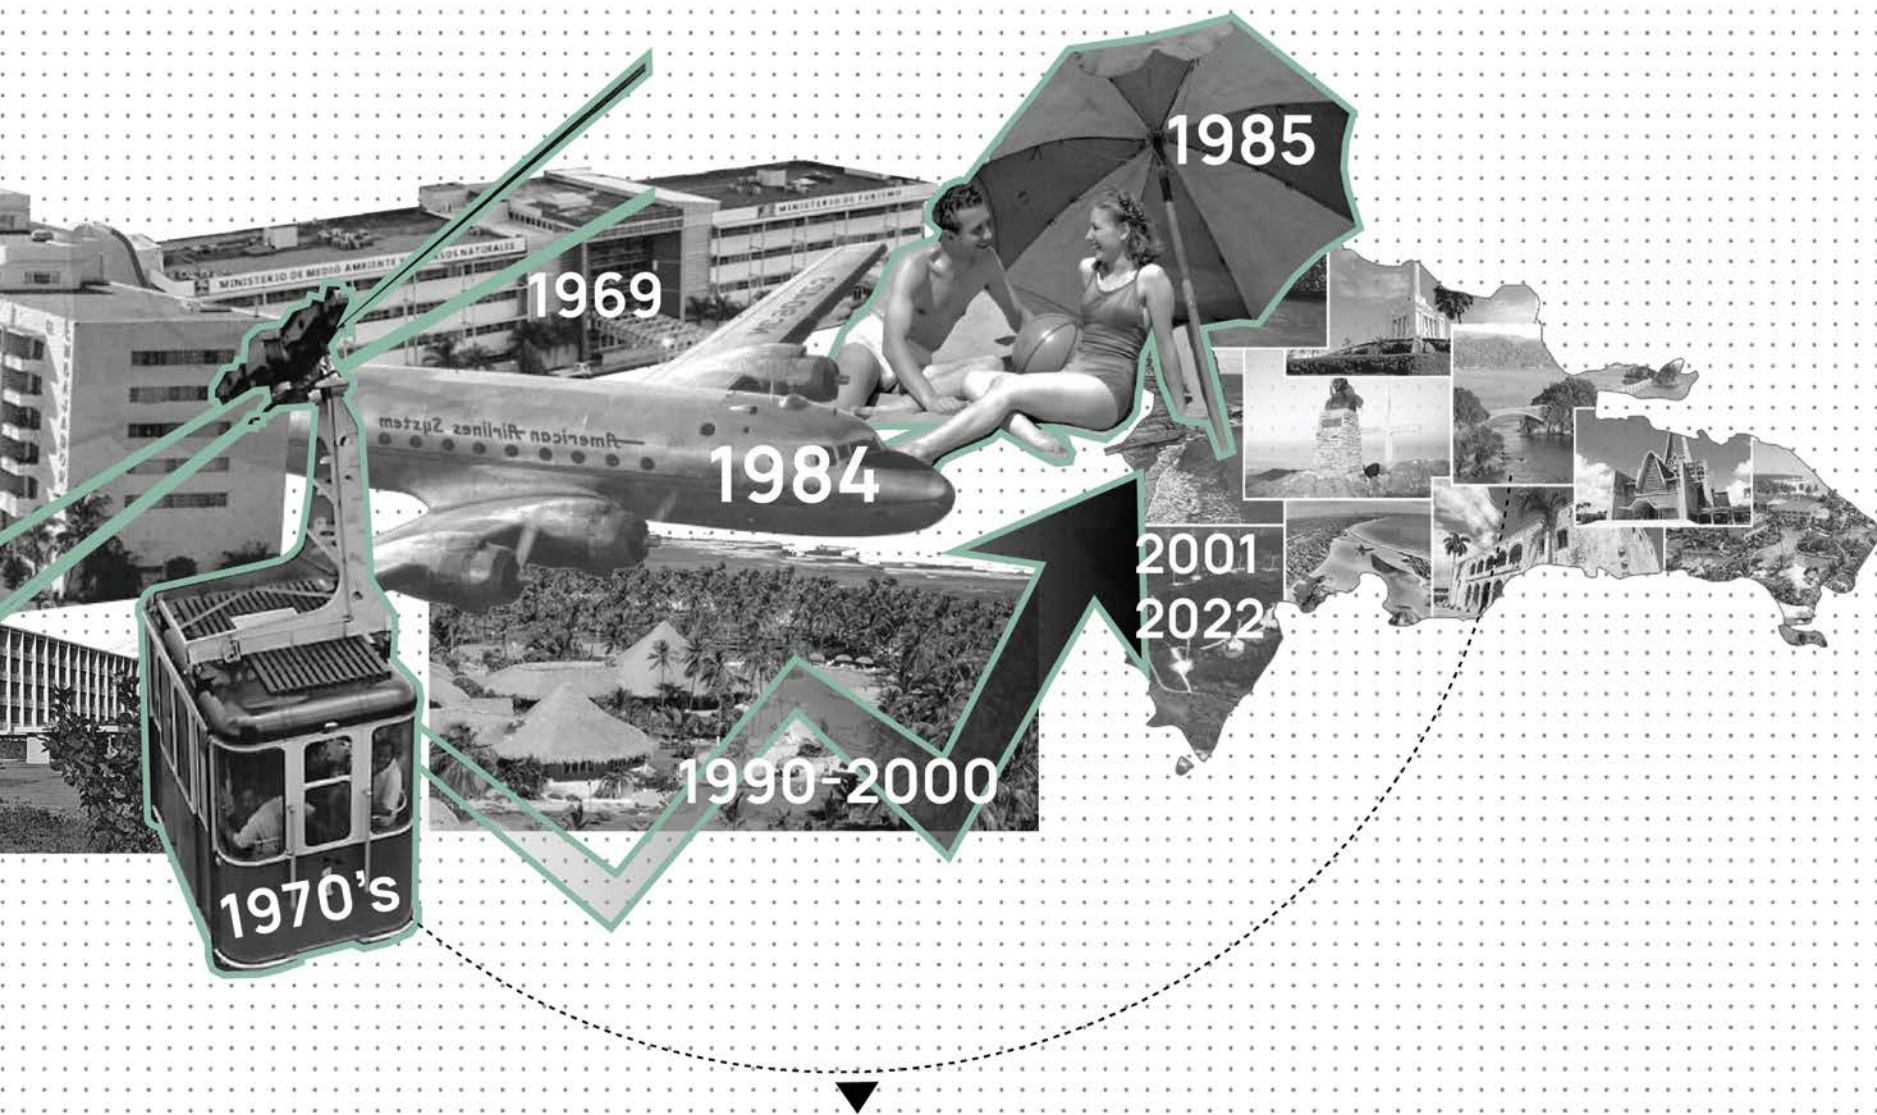 1985
MINISTERIO DE TURISMO
MINISTERIO DE MEDIO AMBIENTE
NATURALES
1969
American Airlines System
1984
2001
2022
1990-2000
1970's